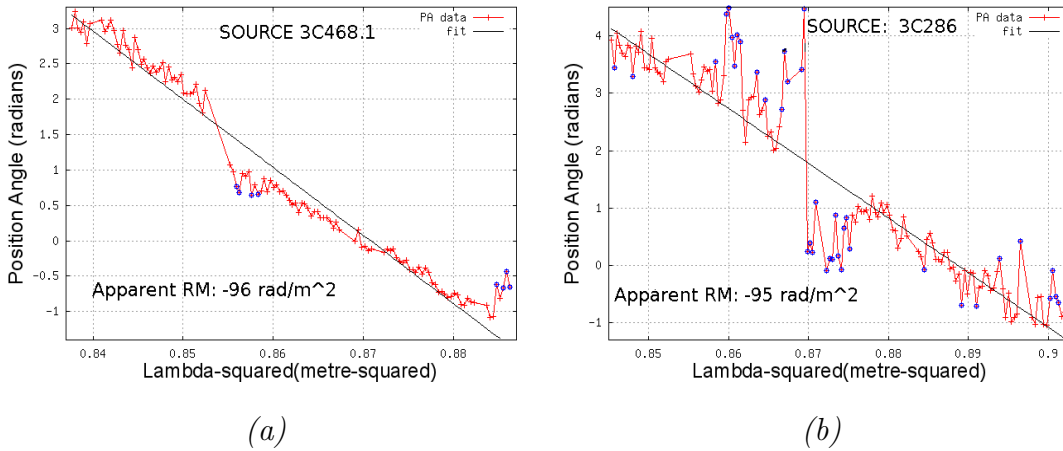 PA data
fit
SOURCE 3C468.1
3
2.5
2
1.5
1
0.5
0
-0.5
-1
Position Angle (radians)
Apparent RM: -96 rad/m^2
0.84
0.85
0.86
0.87
0.88
Lambda-squared(metre-squared)
(a)
PA data
fit
SOURCE: 3C286
4
3
2
1
0
-1
Position Angle (radians)
Apparent RM: -95 rad/m^2
0.85
0.86
0.87
0.88
0.89
0.9
Lambda-squared(metre-squared)
(b)